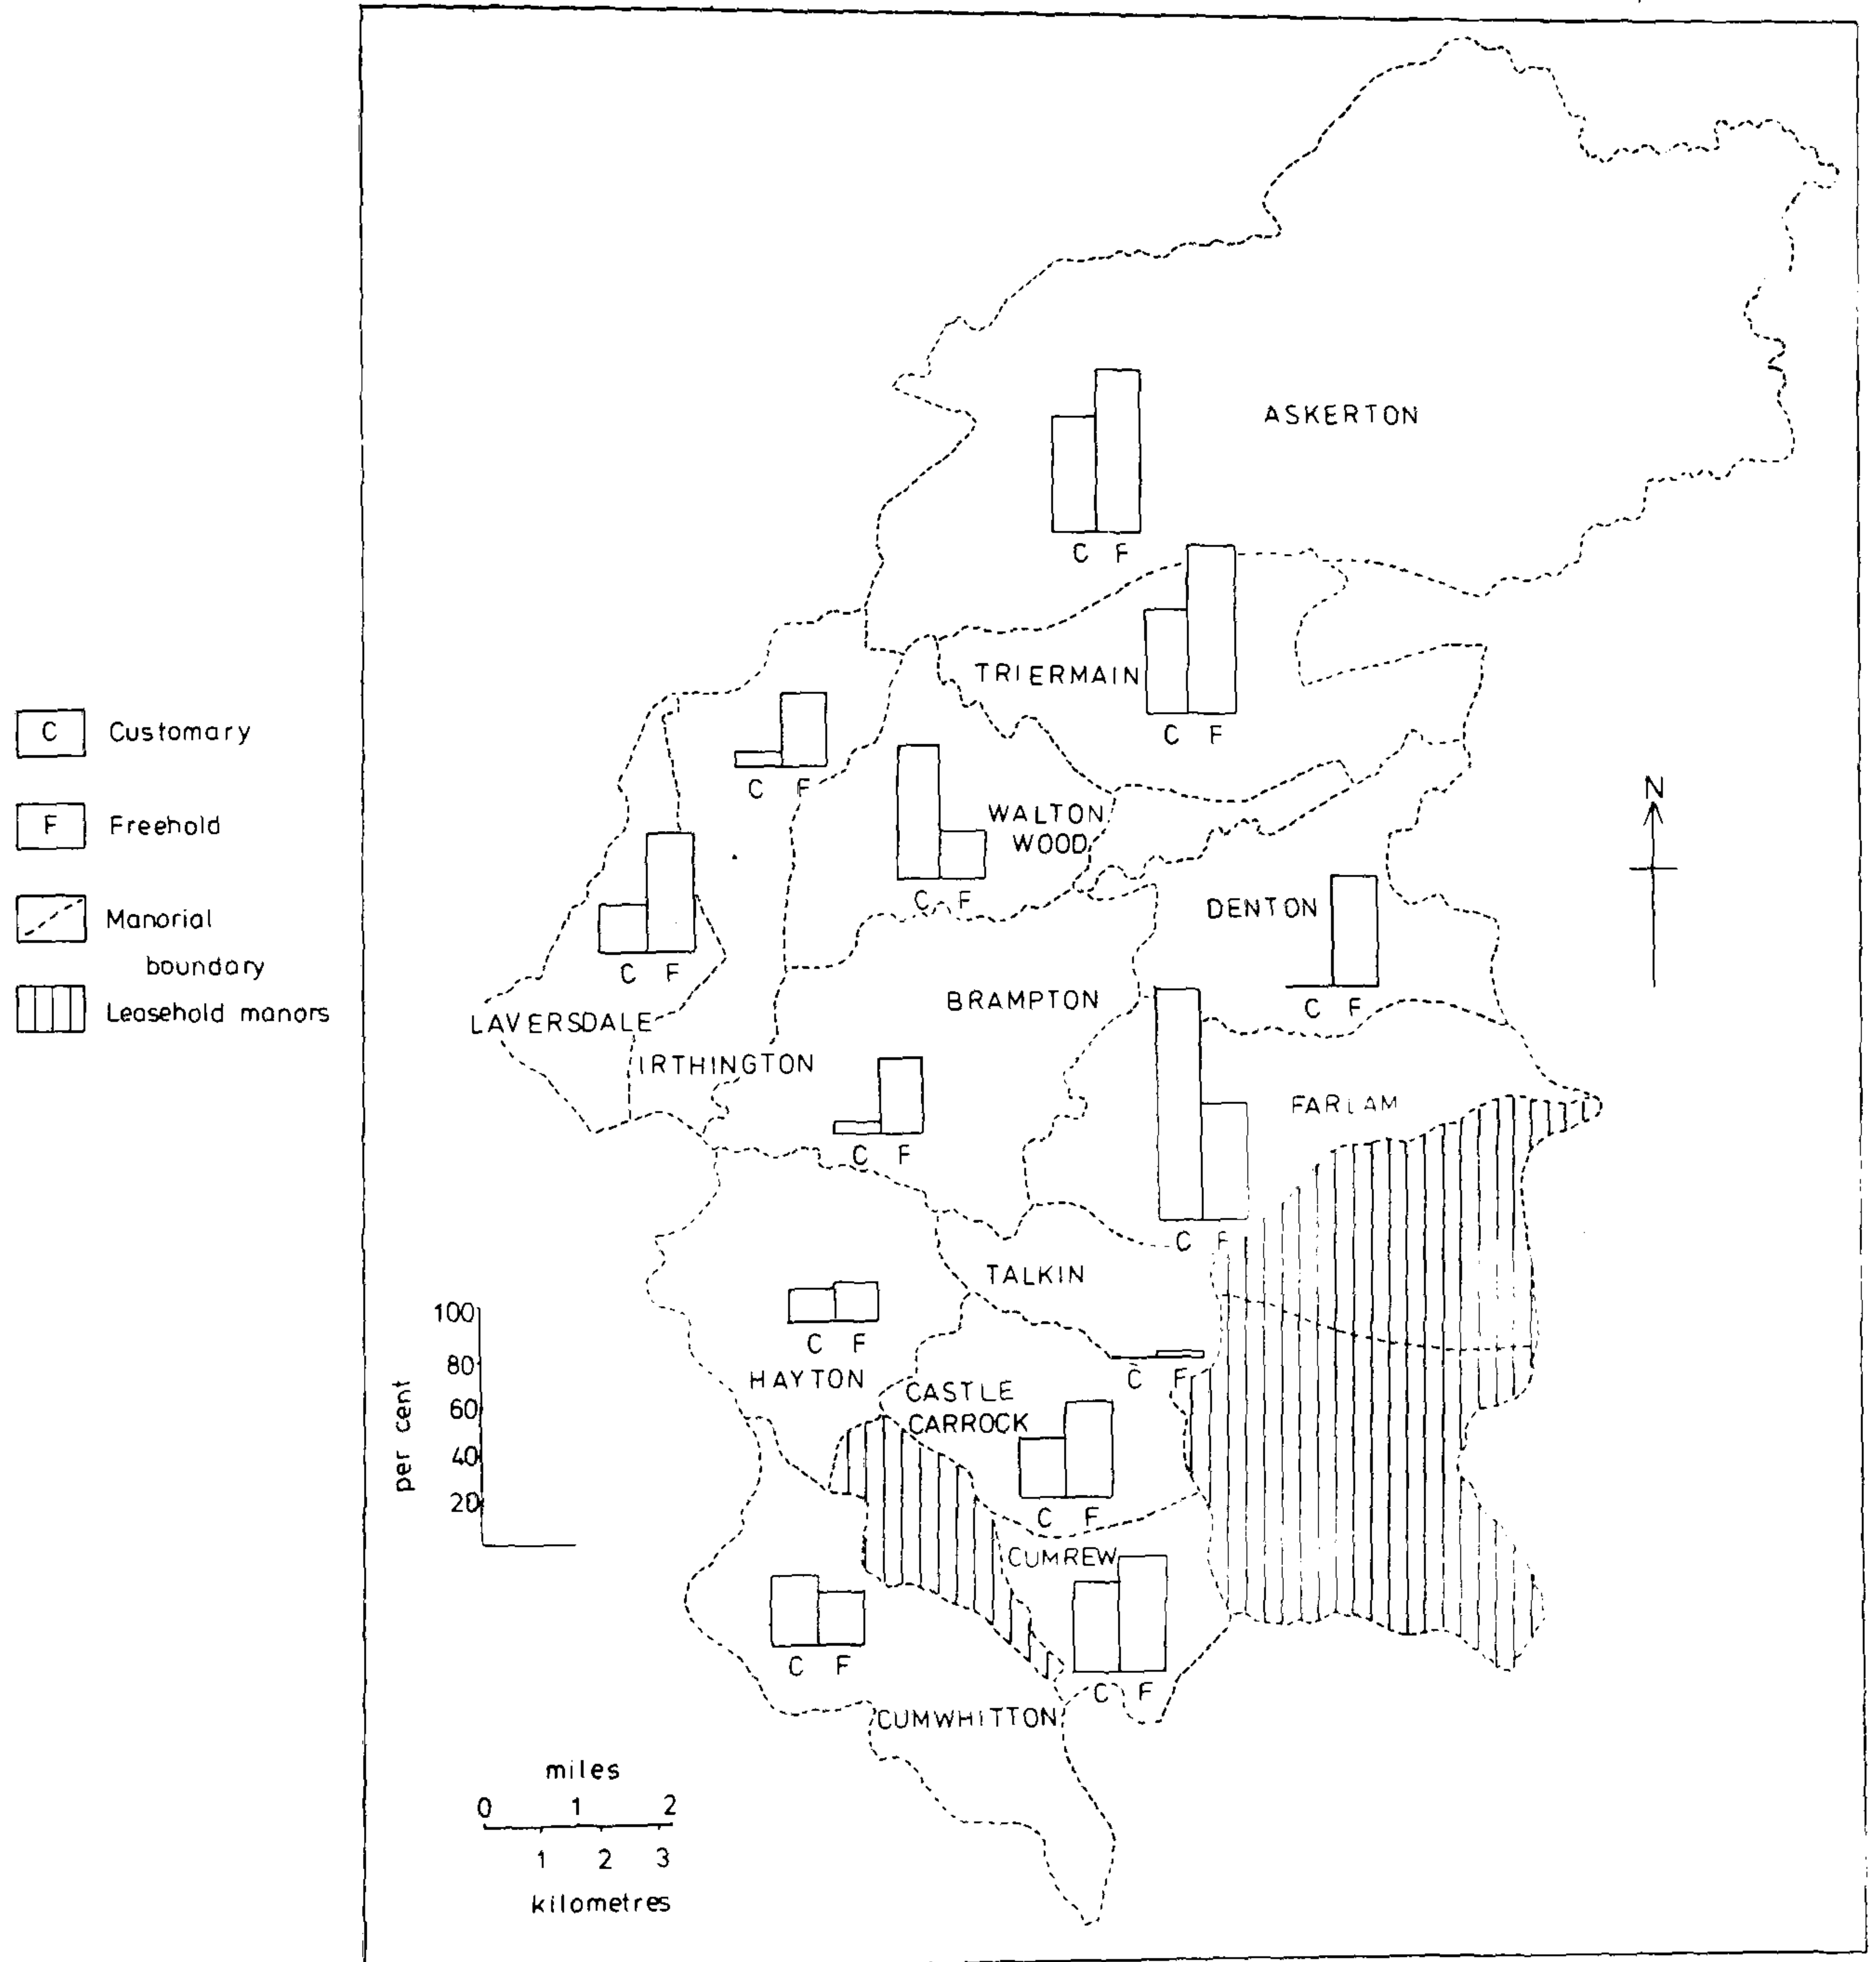 ASKERTON
C F
TRIERMAIN
C F
C F
WALTON
WOOD
C F
C Customary
F Freehold
Manorial
boundary
Leasehold manors
N
DENTON
C F
C F
LAVERSDALE
BRAMPTON
IRTHINGTON
C F
FARLAM
C F
TALKIN
C F
HAYTON
C F
CASTLE
CARROCK
C F
per cent
100
80
60
40
20
CUMREW
C F
C F
CUMWHITTON
miles
0 1 2
1 2 3
kilometres